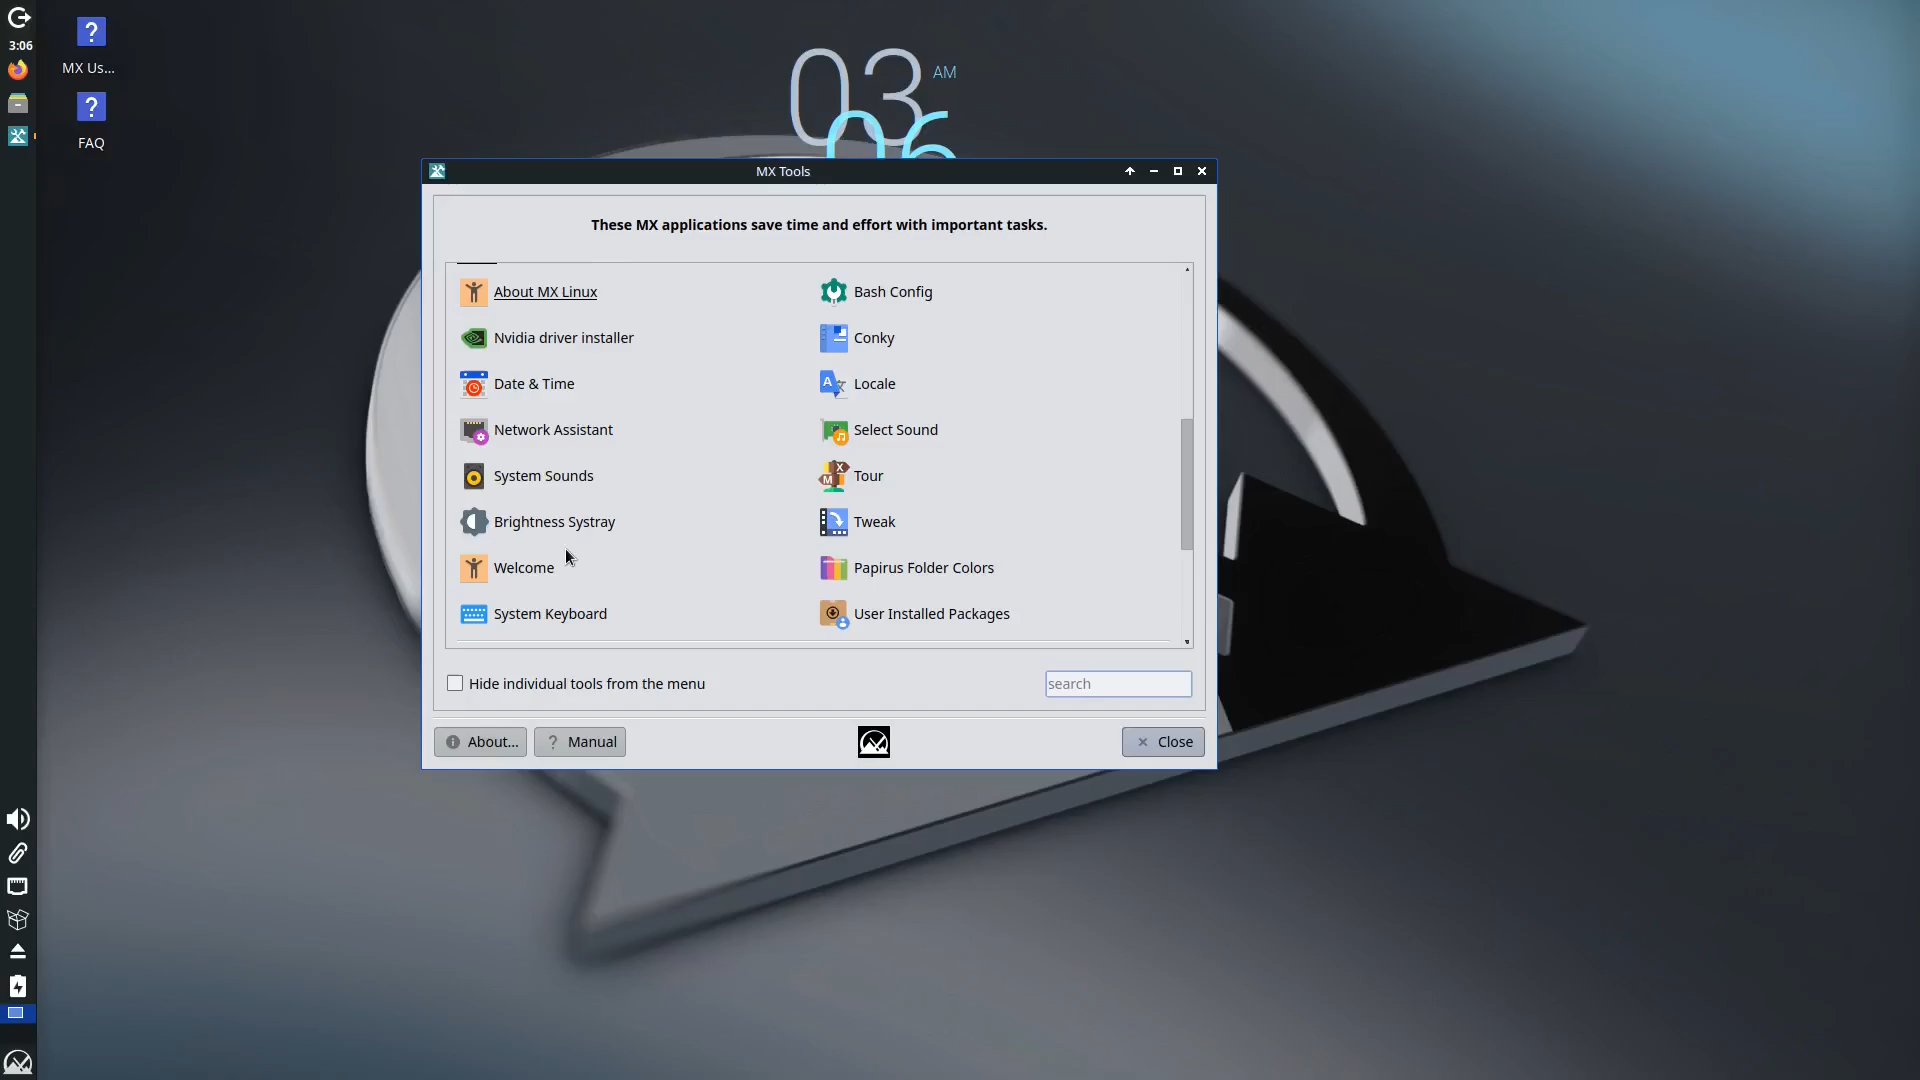 3:06
MX Us...
FAQ
03 AM
06
MX Tools
These MX applications save time and effort with important tasks.
About MX Linux
Bash Config
Nvidia driver installer
Conky
Date & Time
Locale
Network Assistant
Select Sound
System Sounds
Tour
Brightness Systray
Tweak
Welcome
Papirus Folder Colors
System Keyboard
User Installed Packages
Hide individual tools from the menu
search
About...
? Manual
Close